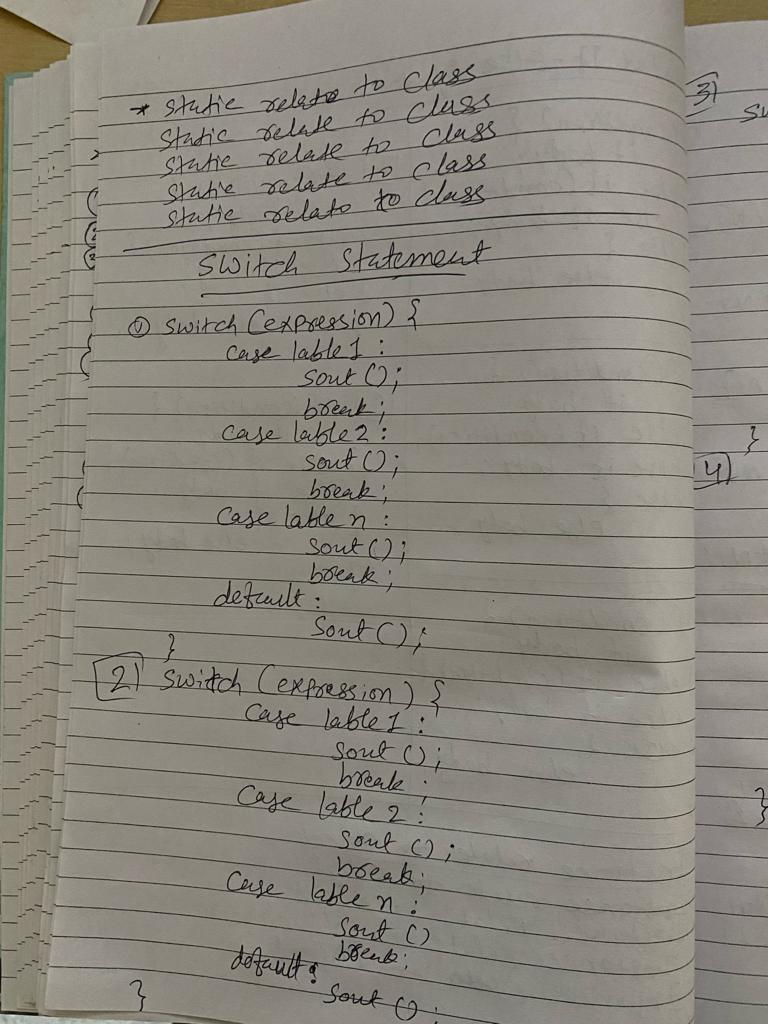 * Static relate to Class
Static relate to Class
Static relate to Class
Static relate to Class
Static relato to class
Switch Statement
① switch (expression) {
case lable 1 :
sout ();
break;
case lable 2 :
sout ();
break;
case lable n :
sout ();
break;
default :
Sout ();
}
2) switch (expression) {
case lable 1 :
sout ();
break ;
case lable 2 :
sout () ;
break;
case lable n :
sout ()
break;
default :
sout () ;
}
3)
sw
}
4)
}